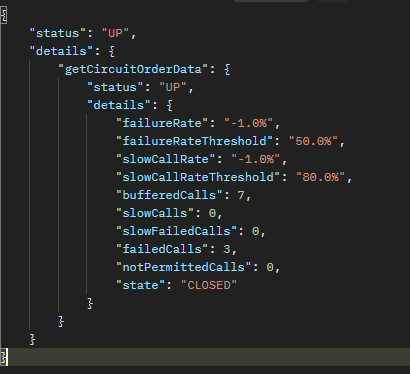 {
    "status": "UP",
    "details": {
        "getCircuitOrderData": {
            "status": "UP",
            "details": {
                "failureRate": "-1.0%",
                "failureRateThreshold": "50.0%",
                "slowCallRate": "-1.0%",
                "slowCallRateThreshold": "80.0%",
                "bufferedCalls": 7,
                "slowCalls": 0,
                "slowFailedCalls": 0,
                "failedCalls": 3,
                "notPermittedCalls": 0,
                "state": "CLOSED"
            }
        }
    }
}